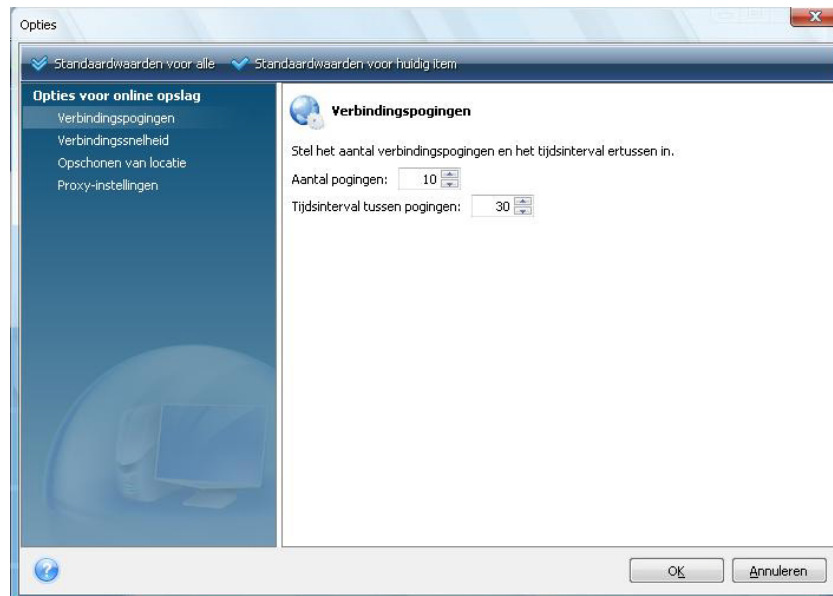 Opties
Standaardwaarden voor alle Standaardwaarden voor huidig item
Opties voor online opslag
Verbindingspogingen
Verbindingssnelheid
Opschonen van locatie
Proxy-instellingen
Verbindingspogingen
Stel het aantal verbindingspogingen en het tijdsinterval ertussen in.
Aantal pogingen: 10
Tijdsinterval tussen pogingen: 30
OK Annuleren